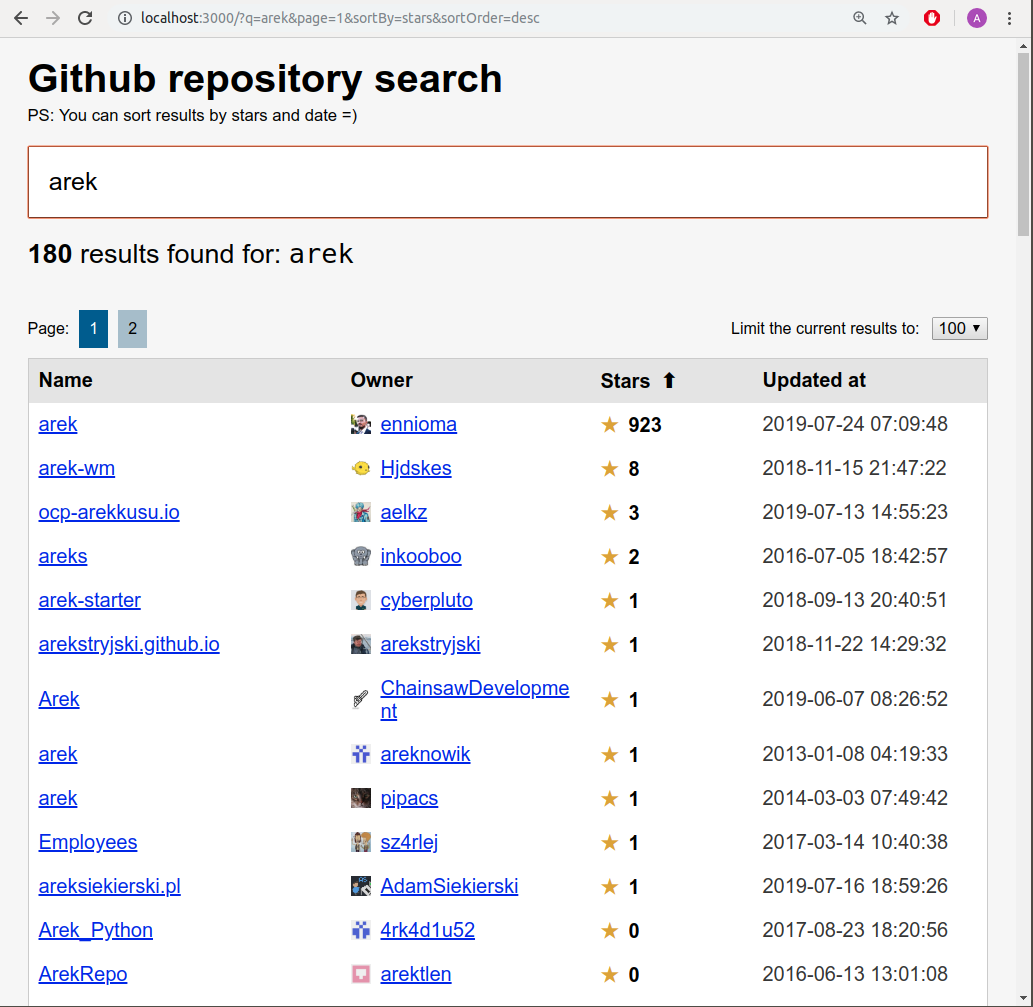 localhost:3000/?q=arek&page=1&sortBy=stars&sortOrder=desc
A
Github repository search
PS: You can sort results by stars and date =)
arek
180 results found for: arek
Page: 1 2 Limit the current results to: 100 ▼
Name Owner Stars ⬆ Updated at
arek ennioma ★ 923 2019-07-24 07:09:48
arek-wm Hjdskes ★ 8 2018-11-15 21:47:22
ocp-arekkusu.io aelkz ★ 3 2019-07-13 14:55:23
areks inkooboo ★ 2 2016-07-05 18:42:57
arek-starter cyberpluto ★ 1 2018-09-13 20:40:51
arekstryjski.github.io arekstryjski ★ 1 2018-11-22 14:29:32
Arek ChainsawDevelopme
nt ★ 1 2019-06-07 08:26:52
arek areknowik ★ 1 2013-01-08 04:19:33
arek pipacs ★ 1 2014-03-03 07:49:42
Employees sz4rlej ★ 1 2017-03-14 10:40:38
areksiekierski.pl AdamSiekierski ★ 1 2019-07-16 18:59:26
Arek_Python 4rk4d1u52 ★ 0 2017-08-23 18:20:56
ArekRepo arektlen ★ 0 2016-06-13 13:01:08